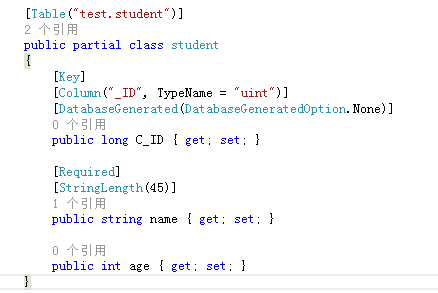 [Table("test.student")]
2 个引用
public partial class student
{
[Key]
[Column("_ID", TypeName = "uint")]
[DatabaseGenerated(DatabaseGeneratedOption.None)]
0 个引用
public long C_ID { get; set; }
[Required]
[StringLength(45)]
1 个引用
public string name { get; set; }
0 个引用
public int age { get; set; }
}